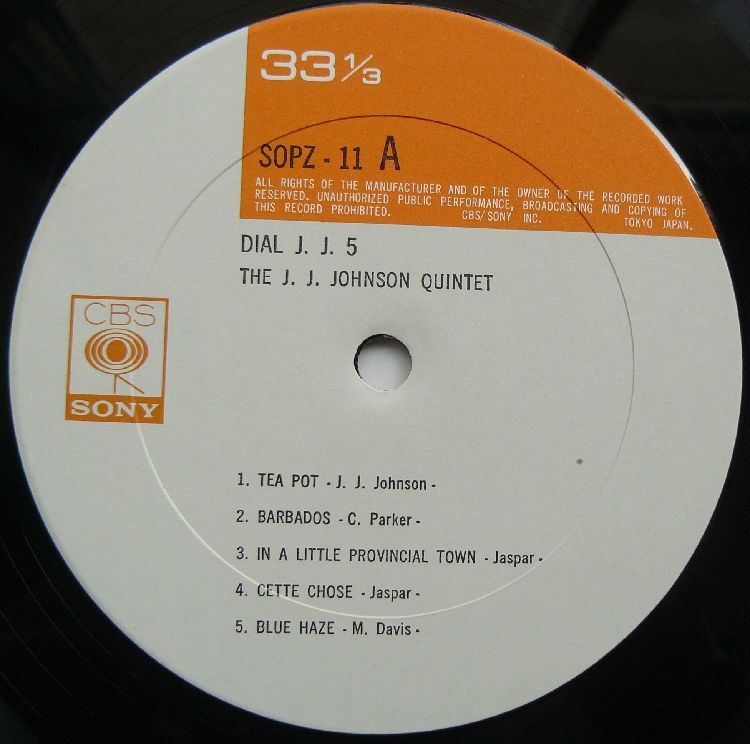 33 1/3
SOPZ - 11 A
ALL RIGHTS OF THE MANUFACTURER AND OF THE OWNER OF THE RECORDED WORK
RESERVED. UNAUTHORIZED PUBLIC PERFORMANCE, BROADCASTING AND COPYING OF
THIS RECORD PROHIBITED. CBS/SONY INC. TOKYO JAPAN.
DIAL J. J. 5
THE J. J. JOHNSON QUINTET
CBS
SONY
1. TEA POT - J. J. Johnson -
2. BARBADOS - C. Parker -
3. IN A LITTLE PROVINCIAL TOWN - Jaspar -
4. CETTE CHOSE - Jaspar -
5. BLUE HAZE - M. Davis -